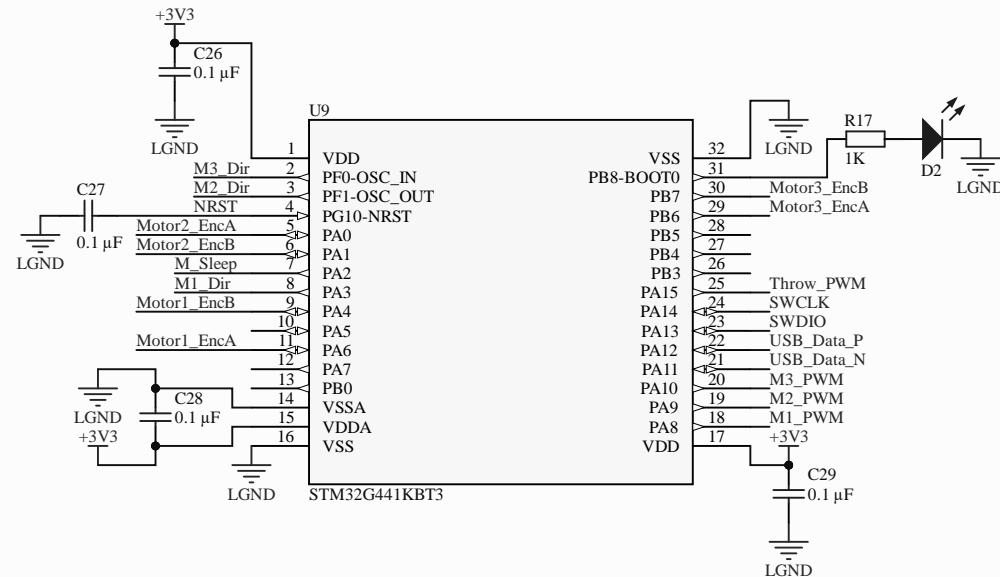 +3V3
C26
0.1 µF
LGND
U9
1 VDD
M3_Dir 2 PF0-OSC_IN
M2_Dir 3 PF1-OSC_OUT
C27
0.1 µF
LGND
NRST 4 PG10-NRST
Motor2_EncA 5 PA0
Motor2_EncB 6 PA1
M_Sleep 7 PA2
M1_Dir 8 PA3
Motor1_EncB 9 PA4
10 PA5
Motor1_EncA 11 PA6
12 PA7
13 PB0
14 VSSA
15 VDDA
16 VSS
LGND
C28
0.1 µF
+3V3
LGND
STM32G441KBT3
VSS 32
LGND
PB8-BOOT0 31
R17
1K
D2
LGND
PB7 30 Motor3_EncB
PB6 29 Motor3_EncA
PB5 28
PB4 27
PB3 26
PA15 25 Throw_PWM
PA14 24 SWCLK
PA13 23 SWDIO
PA12 22 USB_Data_P
PA11 21 USB_Data_N
PA10 20 M3_PWM
PA9 19 M2_PWM
PA8 18 M1_PWM
VDD 17 +3V3
C29
0.1 µF
LGND